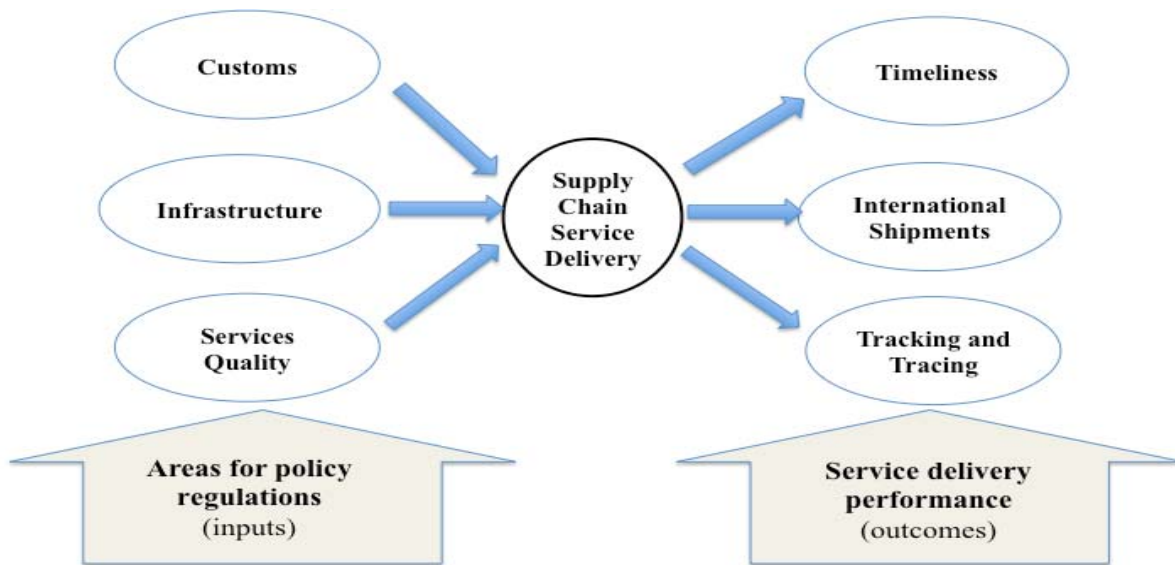 Customs
Infrastructure
Services
Quality
Supply
Chain
Service
Delivery
Timeliness
International
Shipments
Tracking and
Tracing
Areas for policy
regulations
(inputs)
Service delivery
performance
(outcomes)